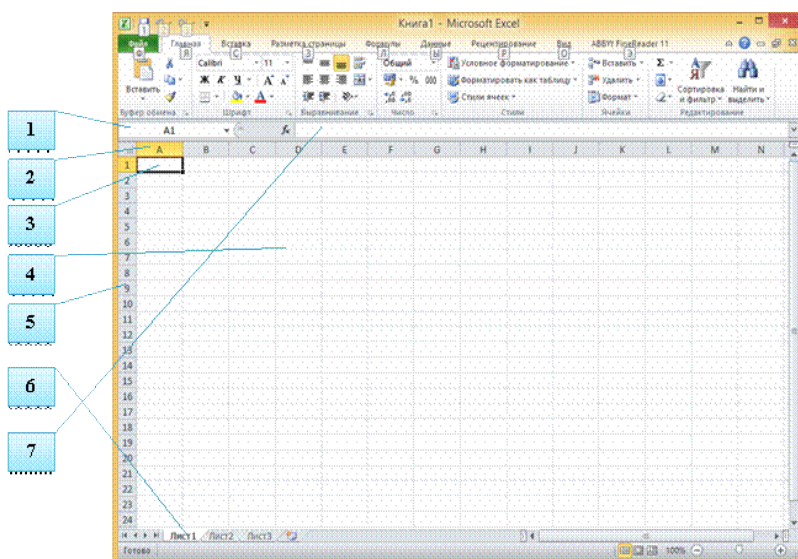 Книга1 - Microsoft Excel
Файл Главная Вставка Разметка страницы Формулы Данные Рецензирование Вид ABBYY FineReader 11
Вставить
Calibri 11
Ж К Ч
Общий
% 000
Условное форматирование
Форматировать как таблицу
Стили ячеек
Вставить
Удалить
Формат
Σ
Сортировка и фильтр
Найти и выделить
Буфер обмена Шрифт Выравнивание Число Стили Ячейки Редактирование
A1 fx
A B C D E F G H I J K L M N
1
2
3
4
5
6
7
8
9
10
11
12
13
14
15
16
17
18
19
20
21
22
23
24
Лист1 Лист2 Лист3
Готово 100%
1
2
3
4
5
6
7